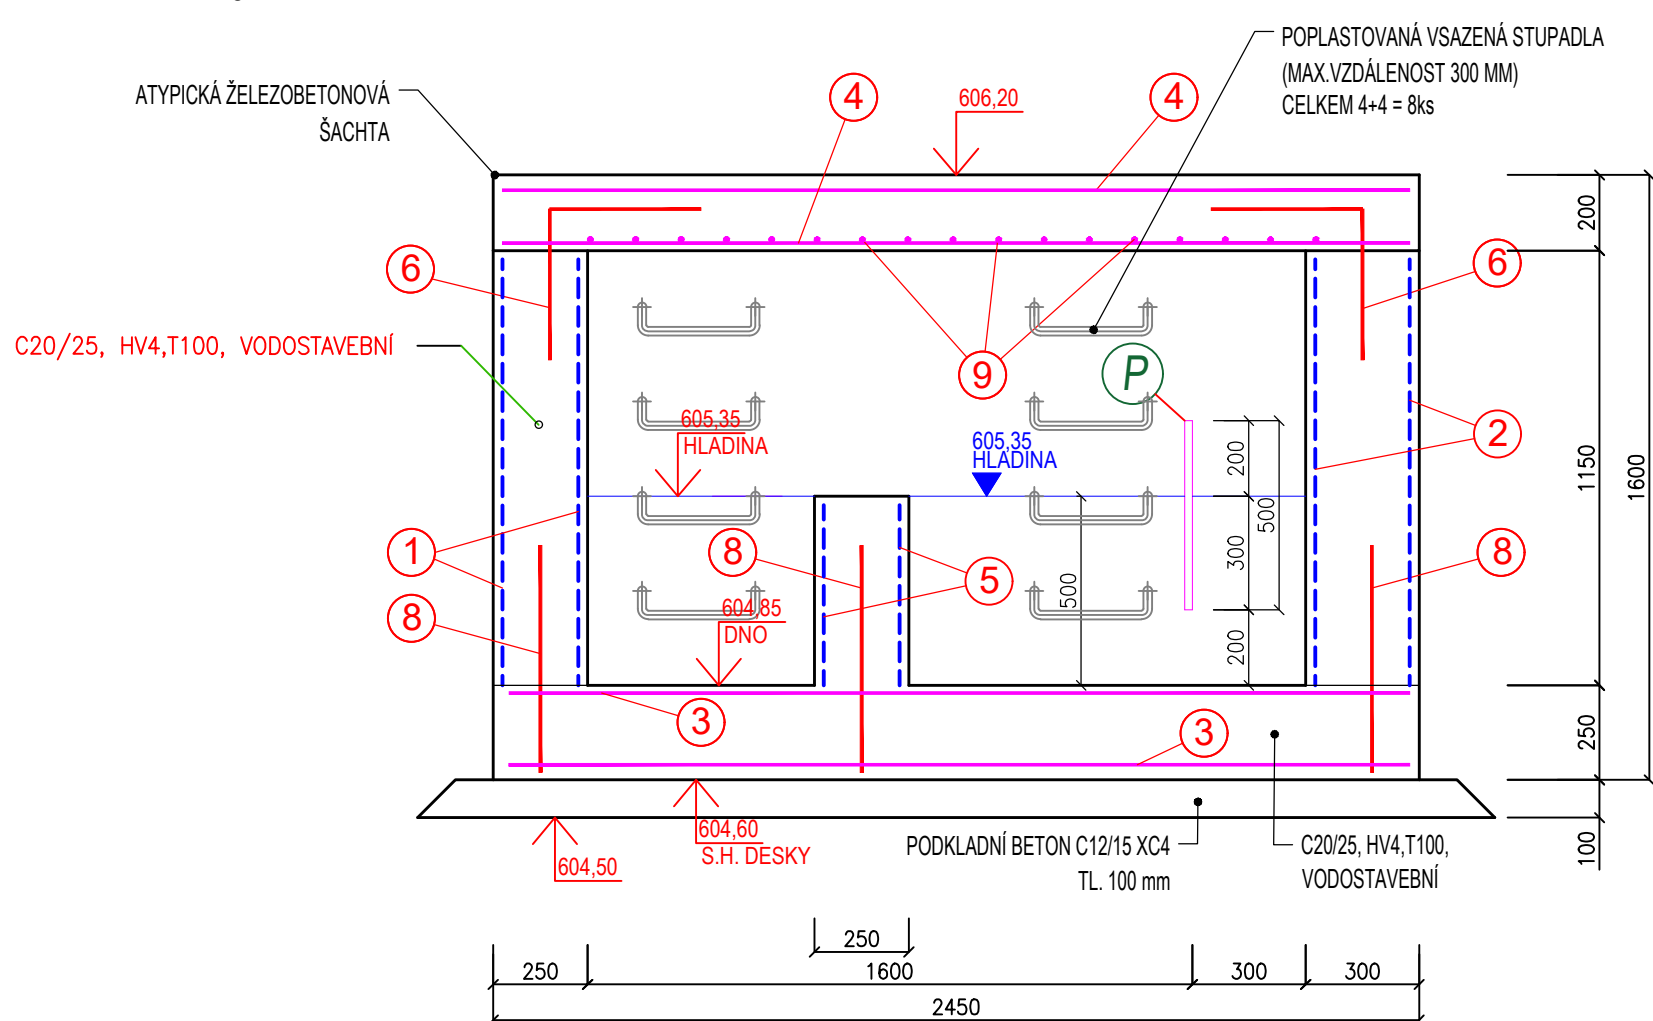 POPLASTOVANÁ VSAZENÁ STUPADLA
(MAX.VZDÁLENOST 300 MM)
CELKEM 4+4 = 8ks
ATYPICKÁ ŽELEZOBETONOVÁ
ŠACHTA
4
606,20
4
200
6
6
C20/25, HV4,T100, VODOSTAVEBNÍ
9
P
605,35
HLADINA
605,35
HLADINA
2
200
500
300
200
1150
1600
1
8
5
500
8
8
604,85
DNO
3
3
250
604,60
S.H. DESKY
604,50
PODKLADNÍ BETON C12/15 XC4
TL. 100 mm
C20/25, HV4,T100,
VODOSTAVEBNÍ
100
250
250
1600
300
300
2450